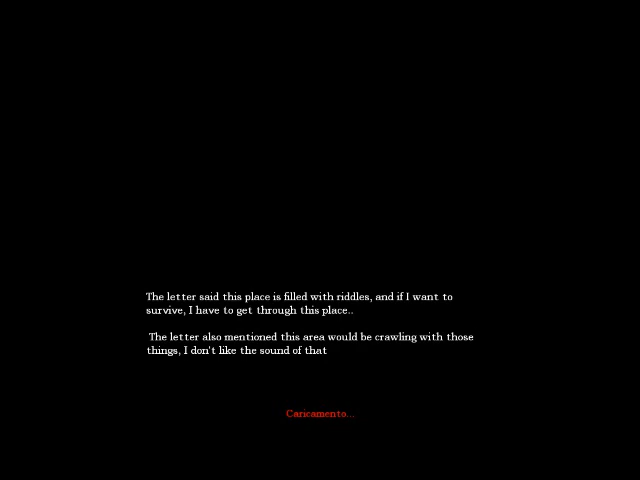 The letter said this place is filled with riddles, and if I want to
survive, I have to get through this place..
The letter also mentioned this area would be crawling with those
things, I don't like the sound of that
Caricamento...